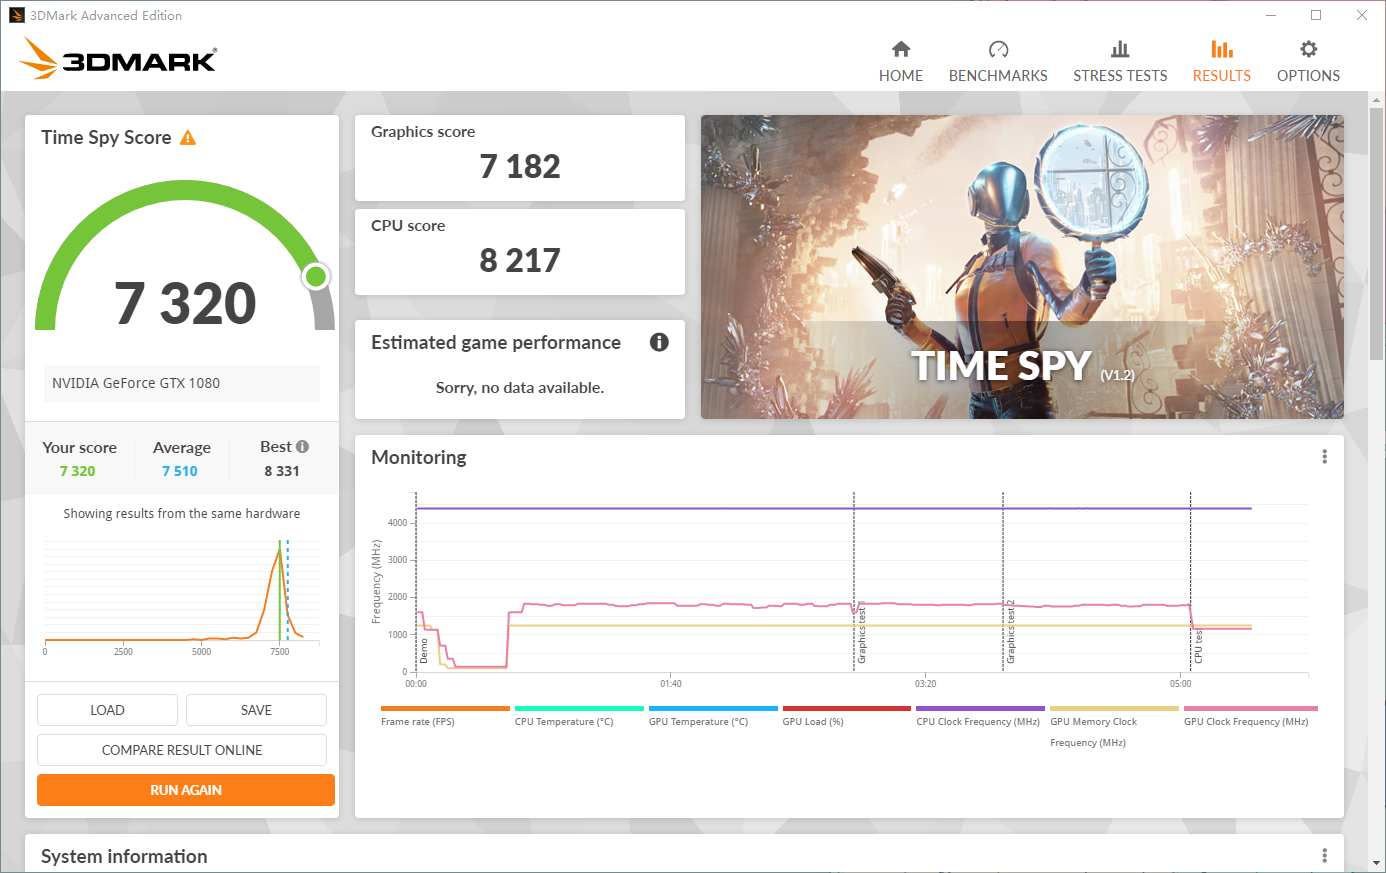 3DMark Advanced Edition
3DMARK®
HOME
BENCHMARKS
STRESS TESTS
RESULTS
OPTIONS
Time Spy Score
7 320
NVIDIA GeForce GTX 1080
Your score
7 320
Average
7 510
Best
8 331
Showing results from the same hardware
0 2500 5000 7500
LOAD
SAVE
COMPARE RESULT ONLINE
RUN AGAIN
Graphics score
7 182
CPU score
8 217
Estimated game performance
Sorry, no data available.
TIME SPY (V1.2)
Monitoring
Frequency (MHz)
4000
3000
2000
1000
0
Demo
Graphics test 1
Graphics test 2
CPU test
00:00 01:40 03:20 05:00
Frame rate (FPS)
CPU Temperature (°C)
GPU Temperature (°C)
GPU Load (%)
CPU Clock Frequency (MHz)
GPU Memory Clock
Frequency (MHz)
GPU Clock Frequency (MHz)
System information